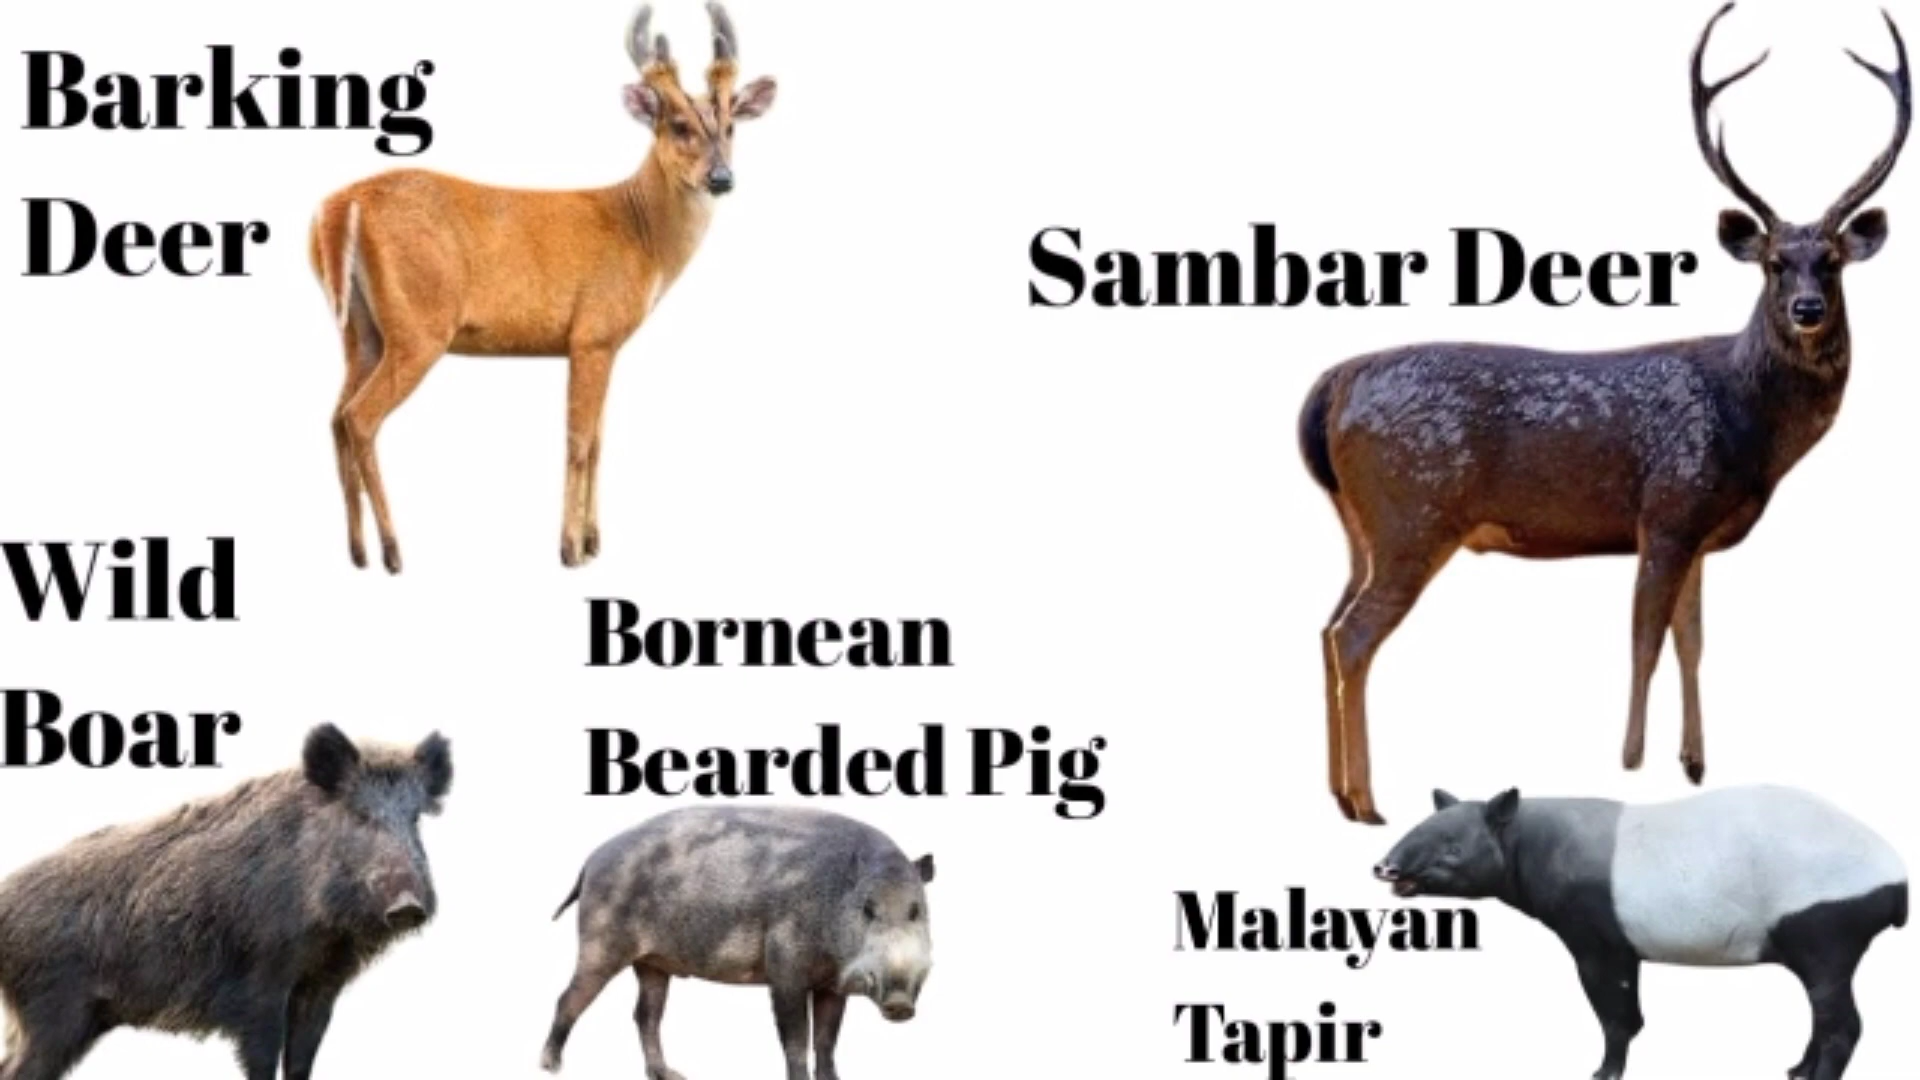 Barking
Deer
Sambar Deer
Wild
Boar
Bornean
Bearded Pig
Malayan
Tapir